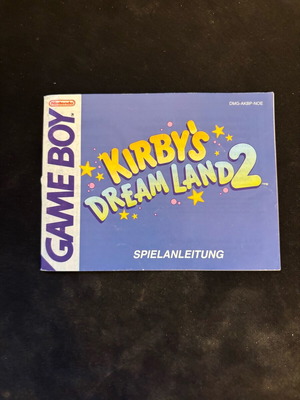 Nintendo
DMG-AKBP-NOE
GAME BOY
KIRBY'S
DREAM LAND 2
SPIELANLEITUNG